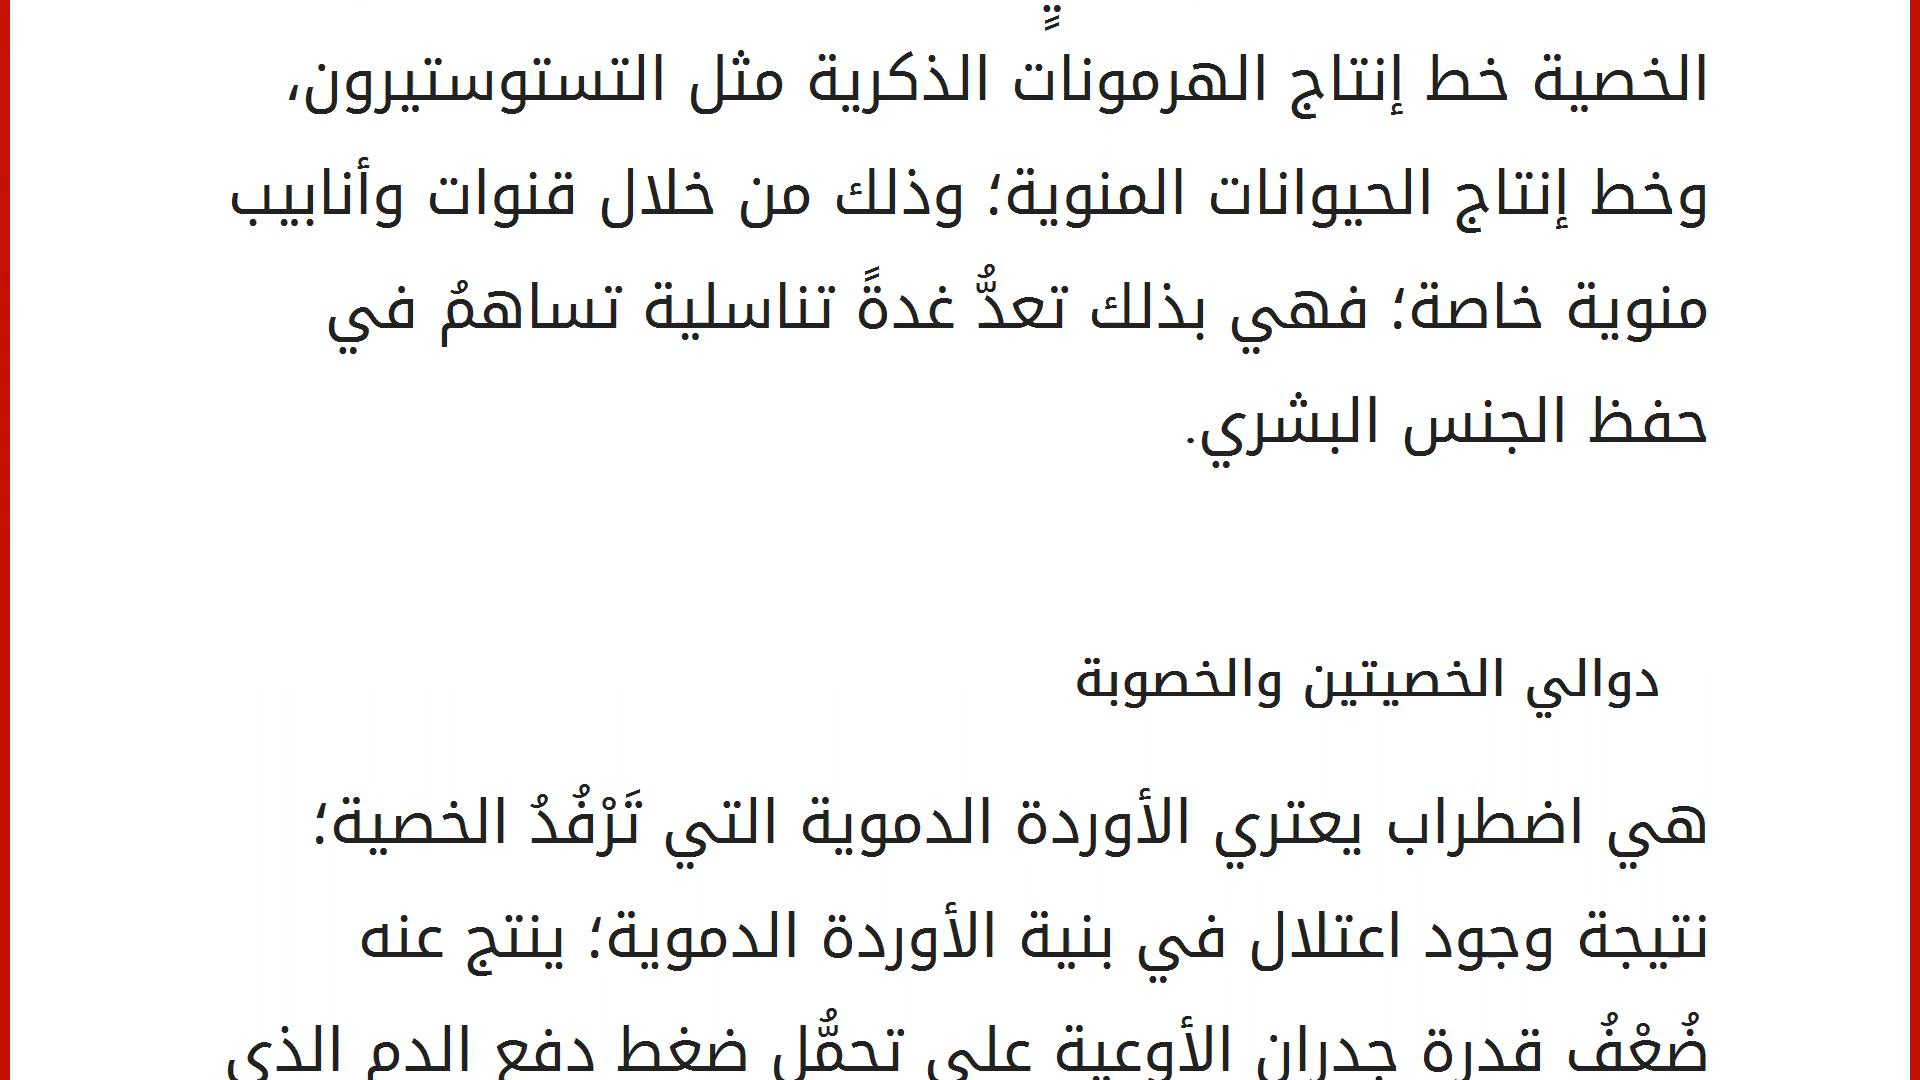 الخصية خط إنتاج الهرمونات الذكرية مثل التستوستيرون،
وخط إنتاج الحيوانات المنوية؛ وذلك من خلال قنوات وأنابيب
منوية خاصة؛ فهي بذلك تعدُّ غدةً تناسلية تساهمُ في
حفظ الجنس البشري.
دوالي الخصيتين والخصوبة
هي اضطراب يعتري الأوردة الدموية التي تَرْفُدُ الخصية؛
نتيجة وجود اعتلال في بنية الأوردة الدموية؛ ينتج عنه
ضُعْفُ قدرة جدران الأوعية على تحمُّل ضغط دفع الدم الذي